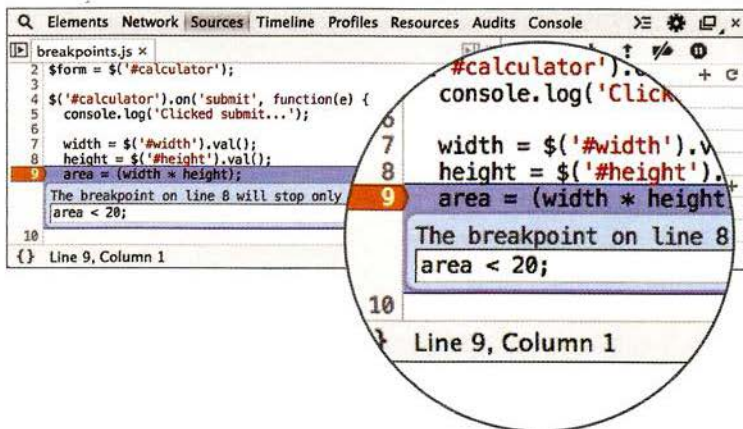 Elements Network Sources Timeline Profiles Resources Audits Console
breakpoints.js ×
2 $form = $('#calculator');
3
4 $('#calculator').on('submit', function(e) {
5 console.log('Clicked submit...');
6
7 width = $('#width').val();
8 height = $('#height').val();
9 area = (width * height);
The breakpoint on line 8 will stop only
area < 20;
10
{} Line 9, Column 1
#calculator').
console.log('Click
6
7 width = $('#width').v
8 height = $('#height').
9 area = (width * height
The breakpoint on line 8
area < 20;
10
} Line 9, Column 1